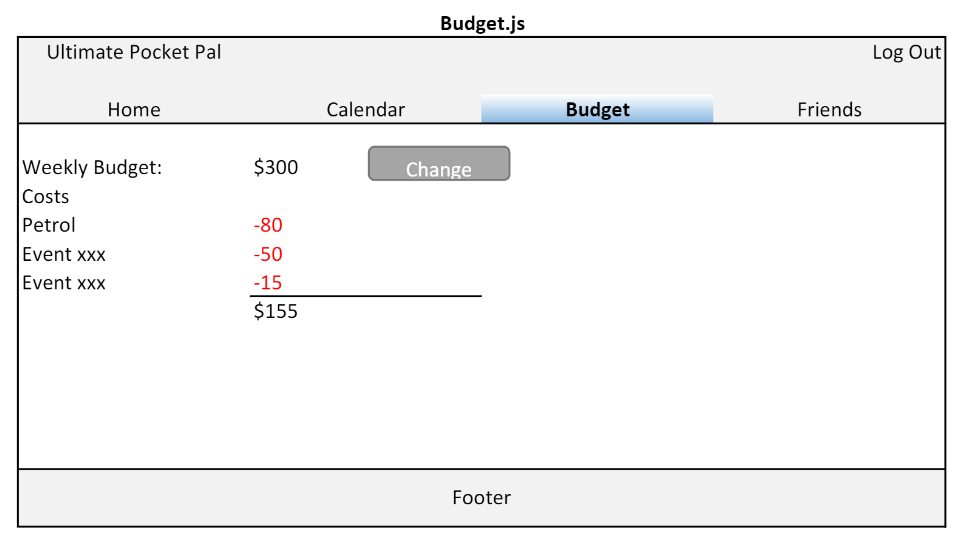 Budget.js
Ultimate Pocket Pal Log Out
Home Calendar Budget Friends
Weekly Budget: $300 Change
Costs
Petrol -80
Event xxx -50
Event xxx -15
$155
Footer